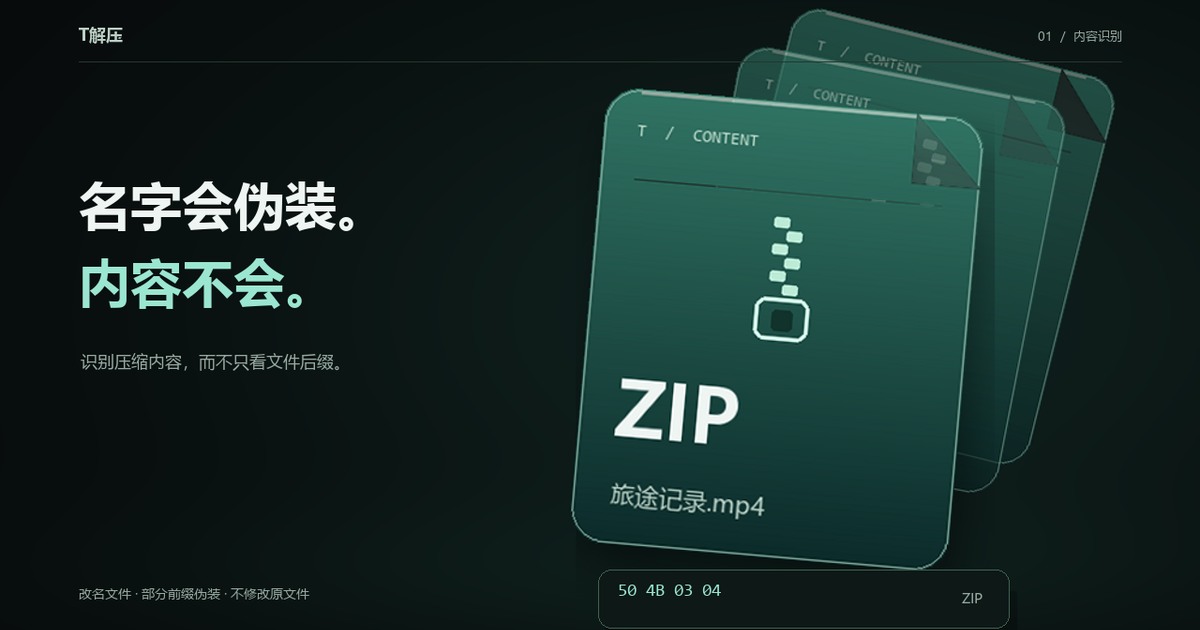 T解压
01 / 内容识别
T / CONTENT
T / CONTENT
T / CONTENT
名字会伪装。
内容不会。
识别压缩内容，而不只看文件后缀。
ZIP
旅途记录.mp4
改名文件 · 部分前缀伪装 · 不修改原文件
50 4B 03 04
ZIP